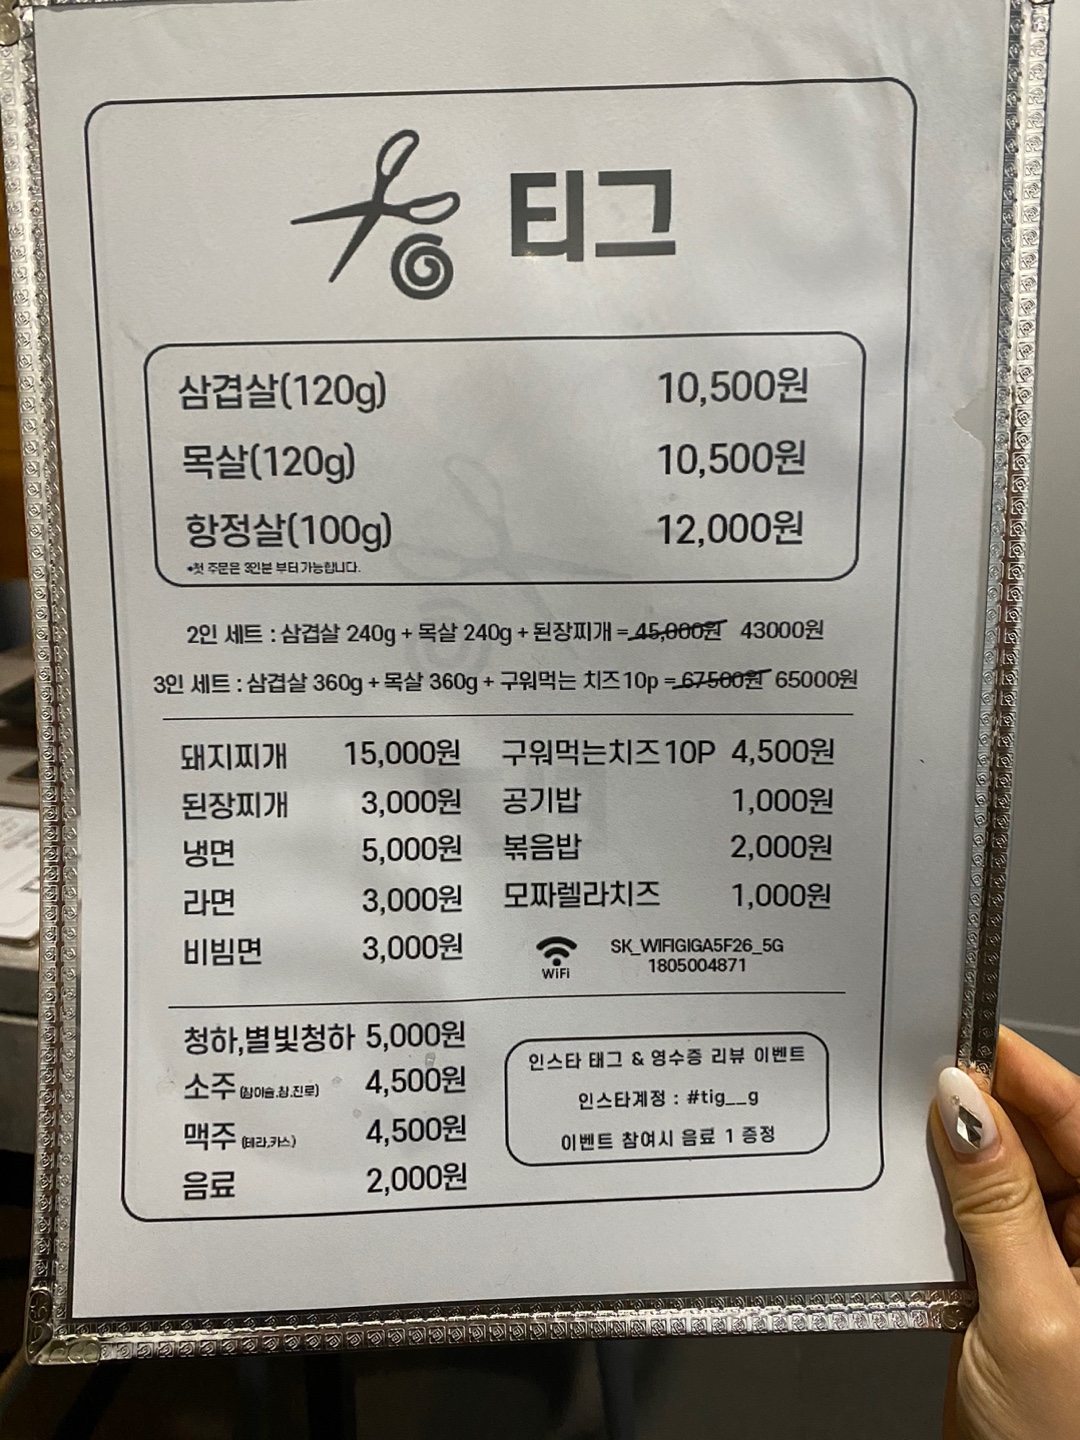 티그
삼겹살(120g) 10,500원
목살(120g) 10,500원
항정살(100g) 12,000원
*첫 주문은 3인분 부터 가능합니다.
2인 세트 : 삼겹살 240g + 목살 240g + 된장찌개 = 45,000원 43000원
3인 세트 : 삼겹살 360g + 목살 360g + 구워먹는 치즈10p = 67500원 65000원
돼지찌개 15,000원 구워먹는치즈10P 4,500원
된장찌개 3,000원 공기밥 1,000원
냉면 5,000원 볶음밥 2,000원
라면 3,000원 모짜렐라치즈 1,000원
비빔면 3,000원
WiFi
SK_WIFIGIGA5F26_5G
1805004871
청하,별빛청하 5,000원
소주(참이슬,참,진로) 4,500원
맥주(테라,카스) 4,500원
음료 2,000원
인스타 태그 & 영수증 리뷰 이벤트
인스타계정 : #tig__g
이벤트 참여시 음료 1 증정